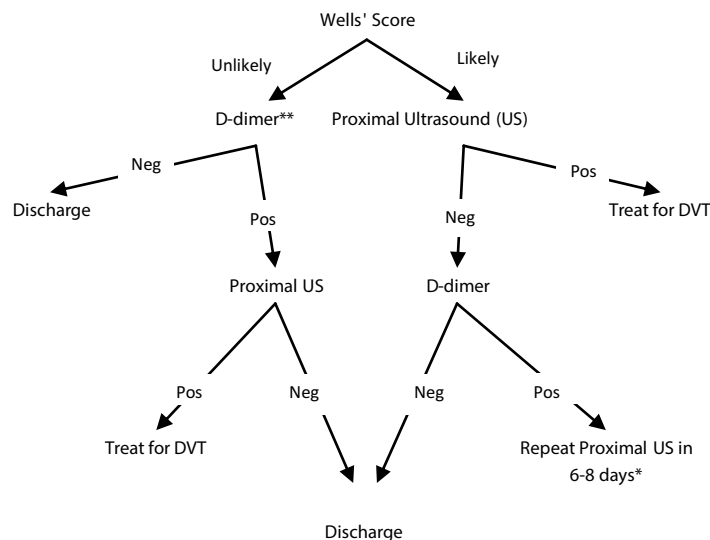 Wells' Score
Unlikely
Likely
D-dimer**
Proximal Ultrasound (US)
Neg
Pos
Discharge
Pos
Neg
Treat for DVT
Proximal US
D-dimer
Pos
Neg
Neg
Pos
Treat for DVT
Repeat Proximal US in
6-8 days*
Discharge